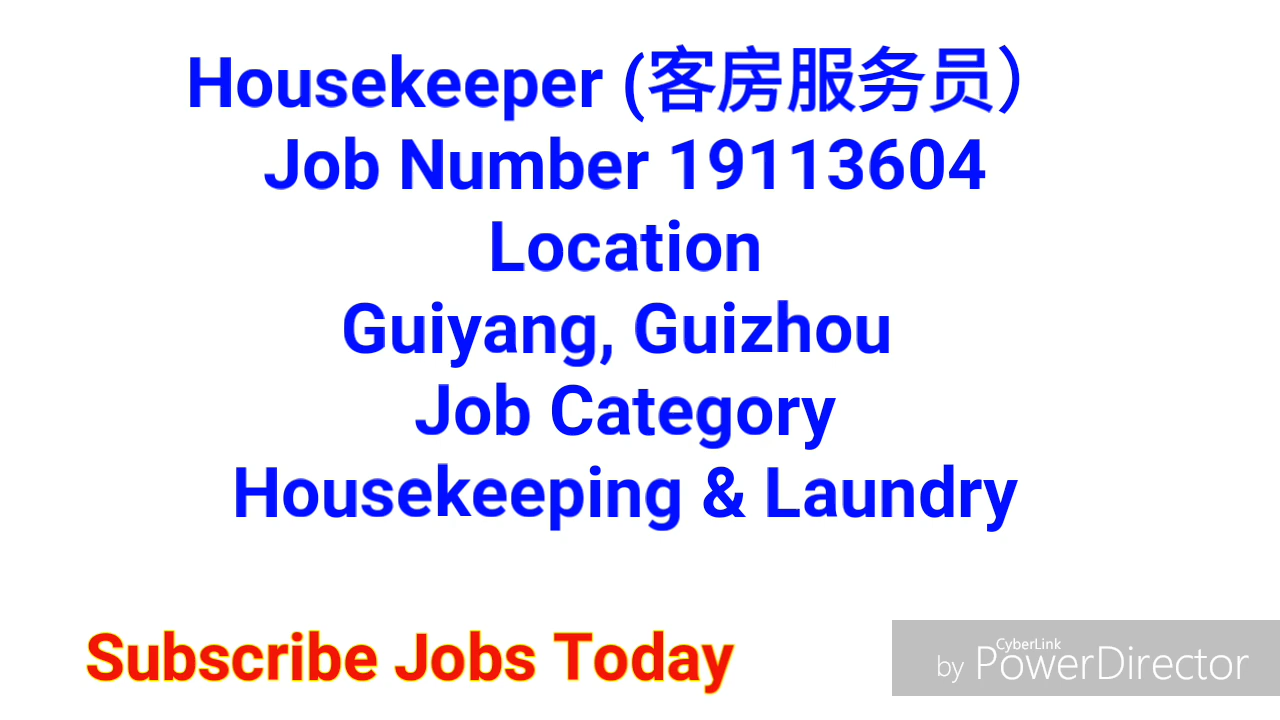 Housekeeper (客房服务员）
Job Number 19113604
Location
Guiyang, Guizhou
Job Category
Housekeeping & Laundry
Subscribe Jobs Today
CyberLink
by PowerDirector